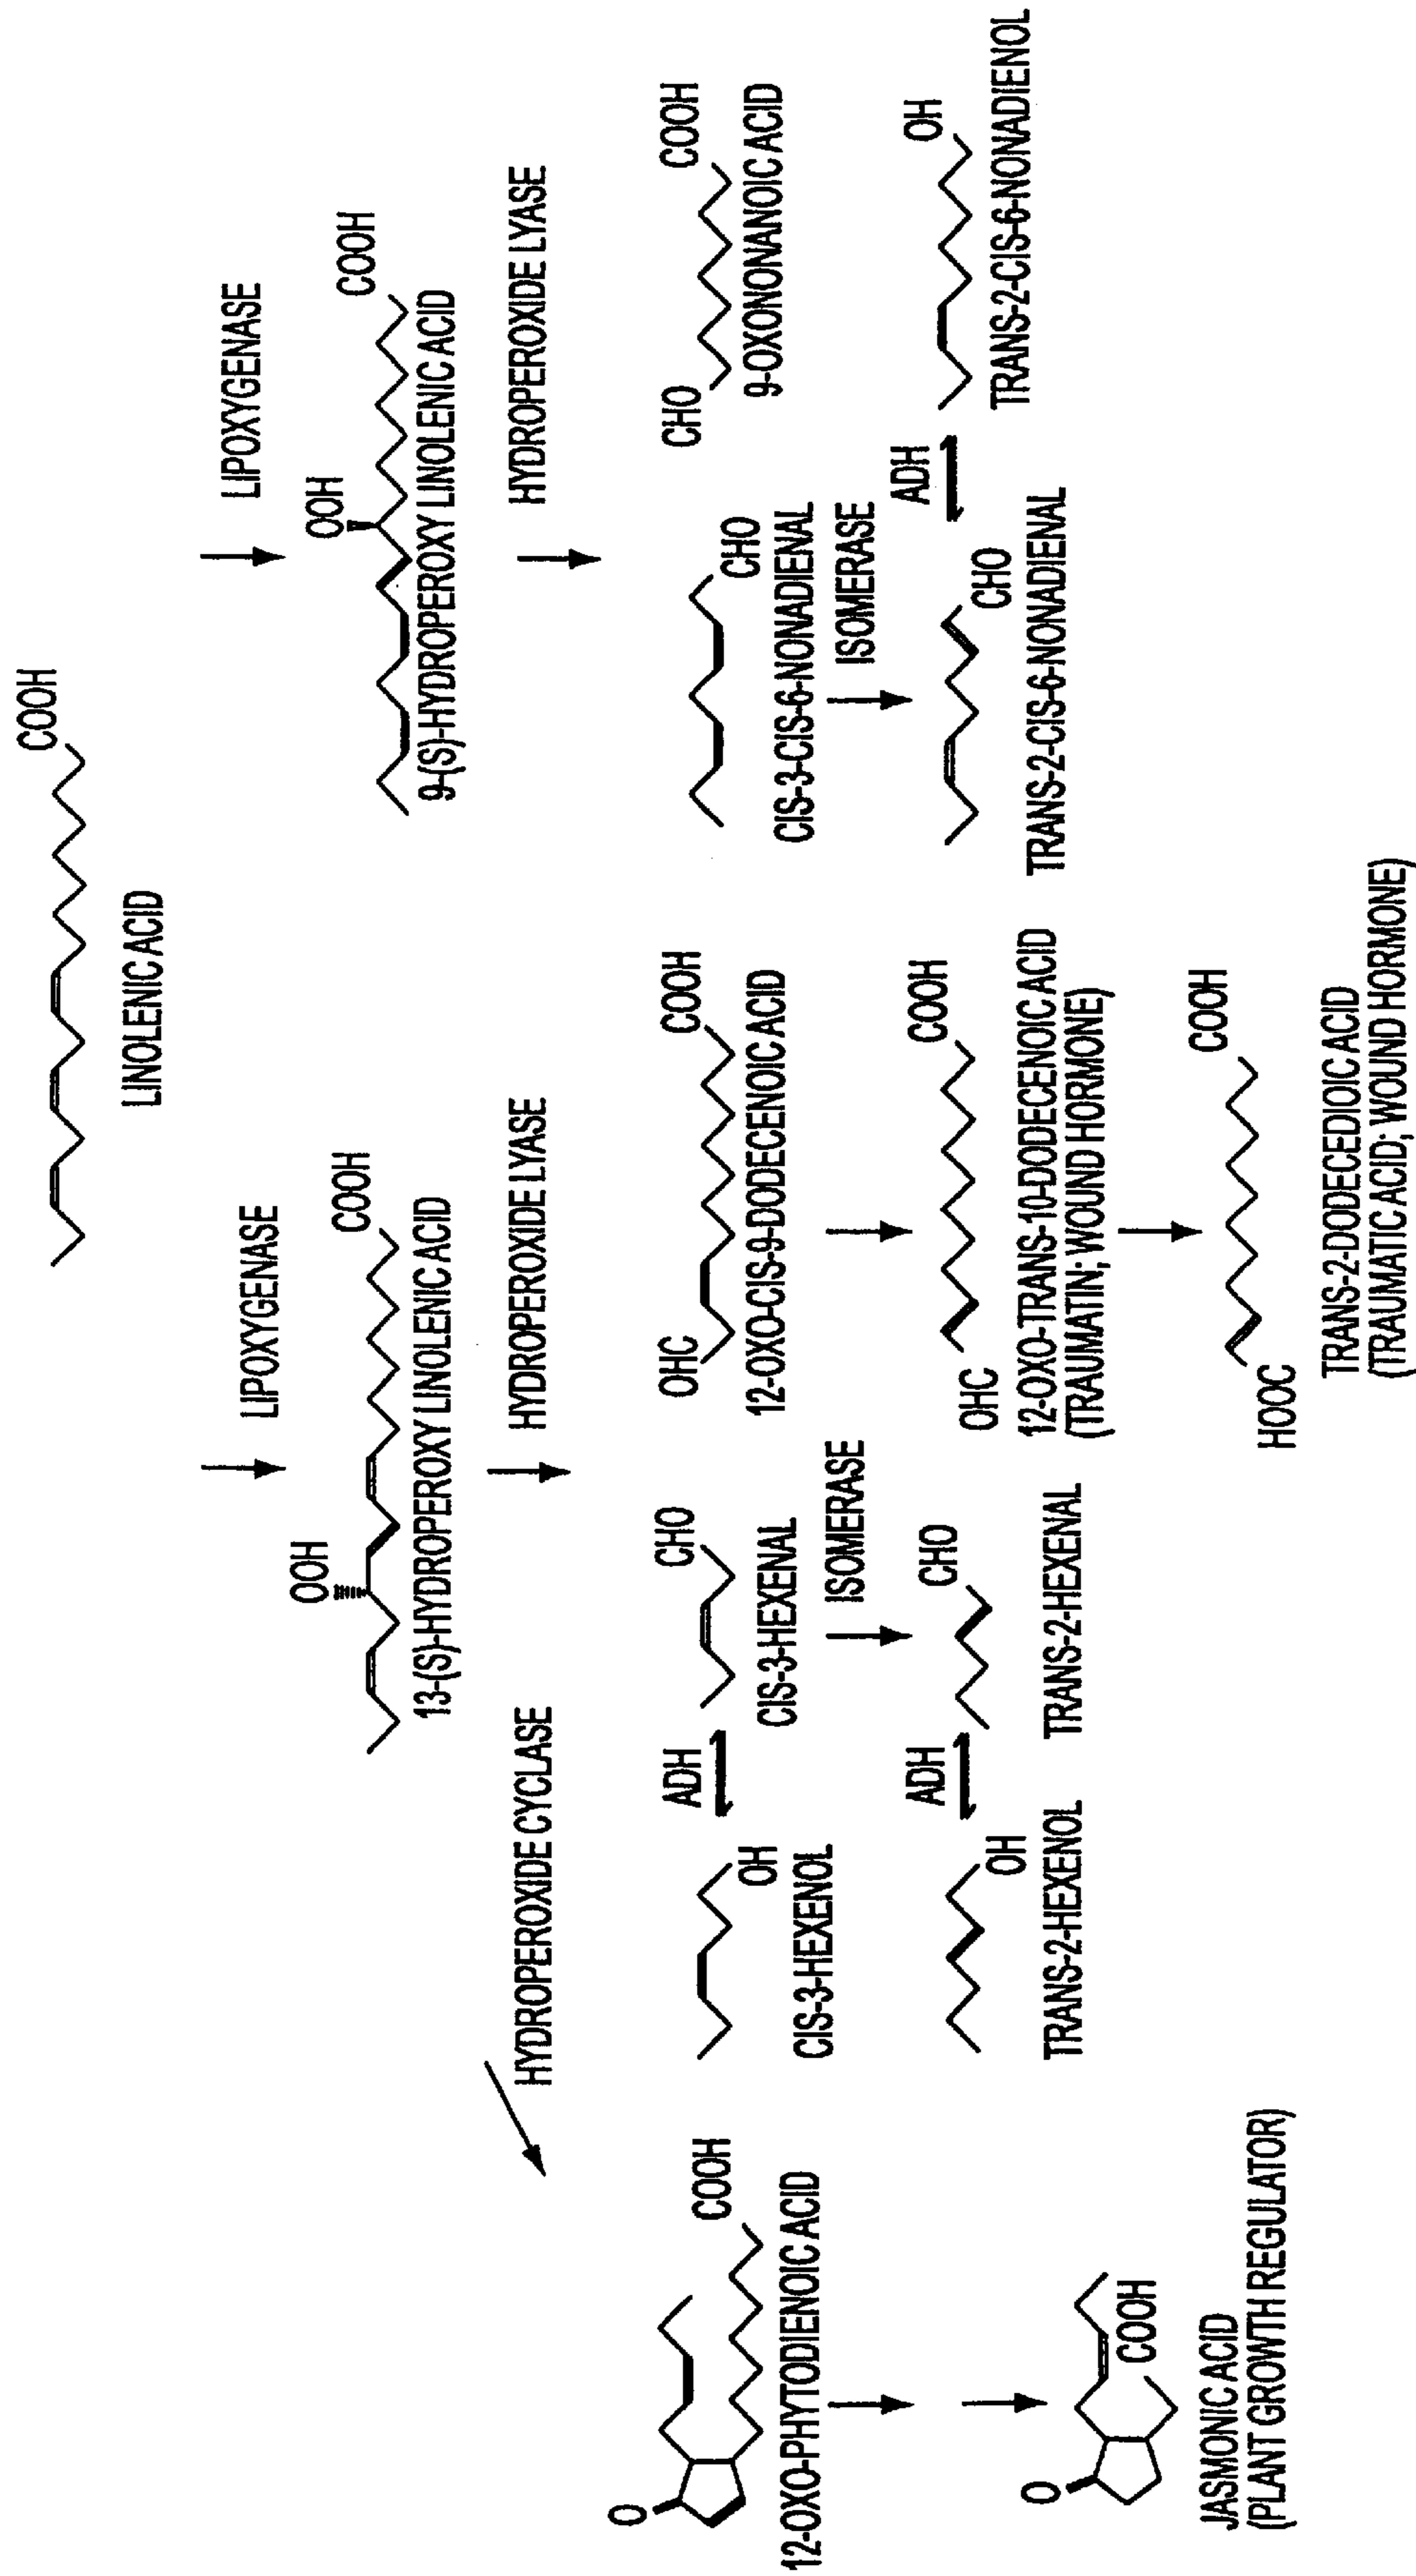 COOH
LINOLENIC ACID
LIPOXYGENASE
LIPOXYGENASE
OOH
COOH
13-(S)-HYDROPEROXY LINOLENIC ACID
OOH
COOH
9-(S)-HYDROPEROXY LINOLENIC ACID
HYDROPEROXIDE CYCLASE
HYDROPEROXIDE LYASE
HYDROPEROXIDE LYASE
O
COOH
12-OXO-PHYTODIENOIC ACID
OH
CIS-3-HEXENOL
ADH
CHO
CIS-3-HEXENAL
OHC
COOH
12-OXO-CIS-9-DODECENOIC ACID
CHO
CIS-3-CIS-6-NONADIENAL
CHO
COOH
9-OXONONANOIC ACID
ISOMERASE
ISOMERASE
O
COOH
JASMONIC ACID
(PLANT GROWTH REGULATOR)
OH
TRANS-2-HEXENOL
ADH
CHO
TRANS-2-HEXENAL
OHC
COOH
12-OXO-TRANS-10-DODECENOIC ACID
(TRAUMATIN; WOUND HORMONE)
CHO
TRANS-2-CIS-6-NONADIENAL
ADH
OH
TRANS-2-CIS-6-NONADIENOL
HOOC
COOH
TRANS-2-DODECEDIOIC ACID
(TRAUMATIC ACID; WOUND HORMONE)